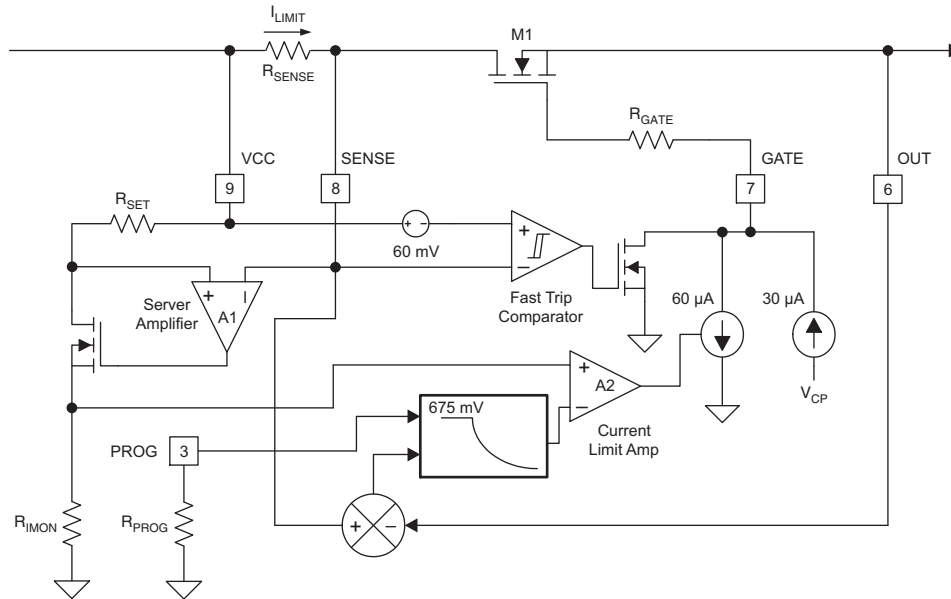 I_LIMIT
M1
R_SENSE
R_GATE
VCC
SENSE
GATE
OUT
9
8
7
6
R_SET
+ -
60 mV
+
-
Server
Amplifier
+ -
A1
Fast Trip
Comparator
60 µA
30 µA
V_CP
+
A2
-
675 mV
Current
Limit Amp
PROG
3
R_IMON
R_PROG
+ -